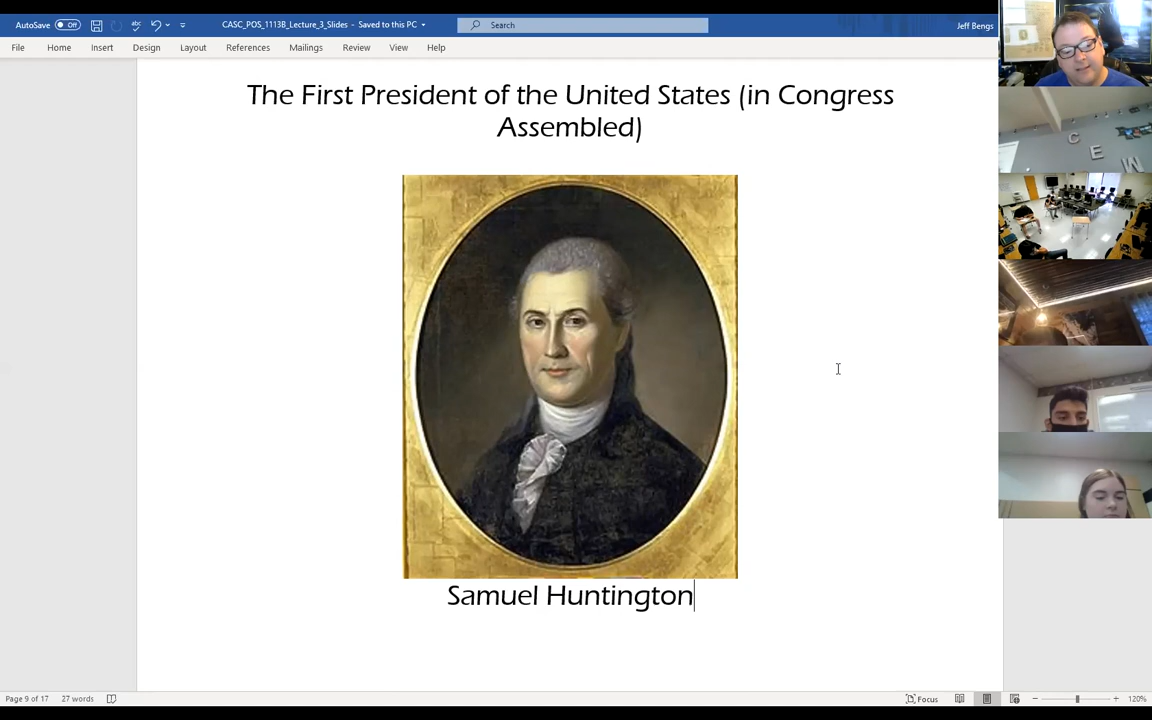 AutoSave Off
CASC_POS_1113B_Lecture_3_Slides - Saved to this PC
Search
Jeff Bengs
File Home Insert Design Layout References Mailings Review View Help
The First President of the United States (in Congress
Assembled)
Samuel Huntington
C E W
Page 9 of 17 27 words
Focus
120%